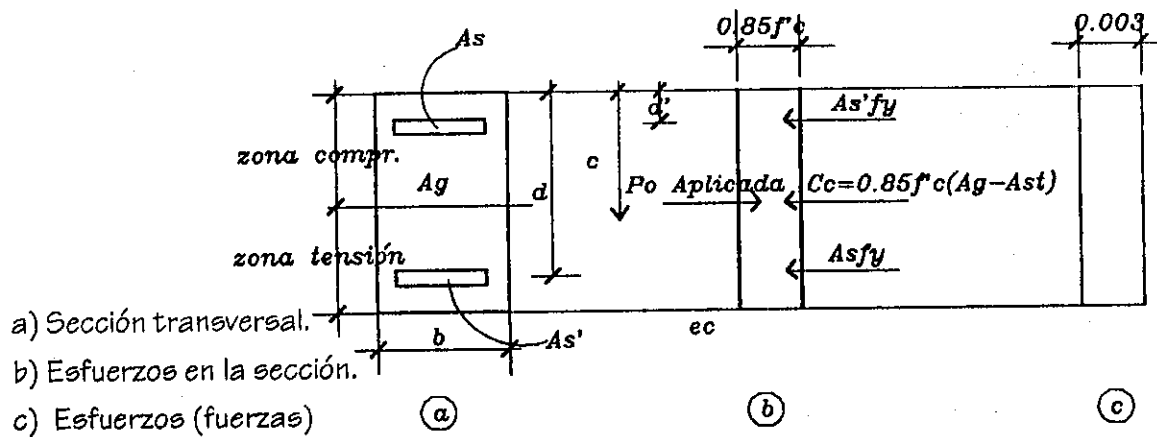 0.85f'c
0.003
As
d'
As'fy
zona compr.
c
Ag
d
Po Aplicada
Cc=0.85f'c(Ag-Ast)
zona tensión
Asfy
a) Sección transversal.
ec
b
As'
b) Esfuerzos en la sección.
c) Esfuerzos (fuerzas)
a
b
c